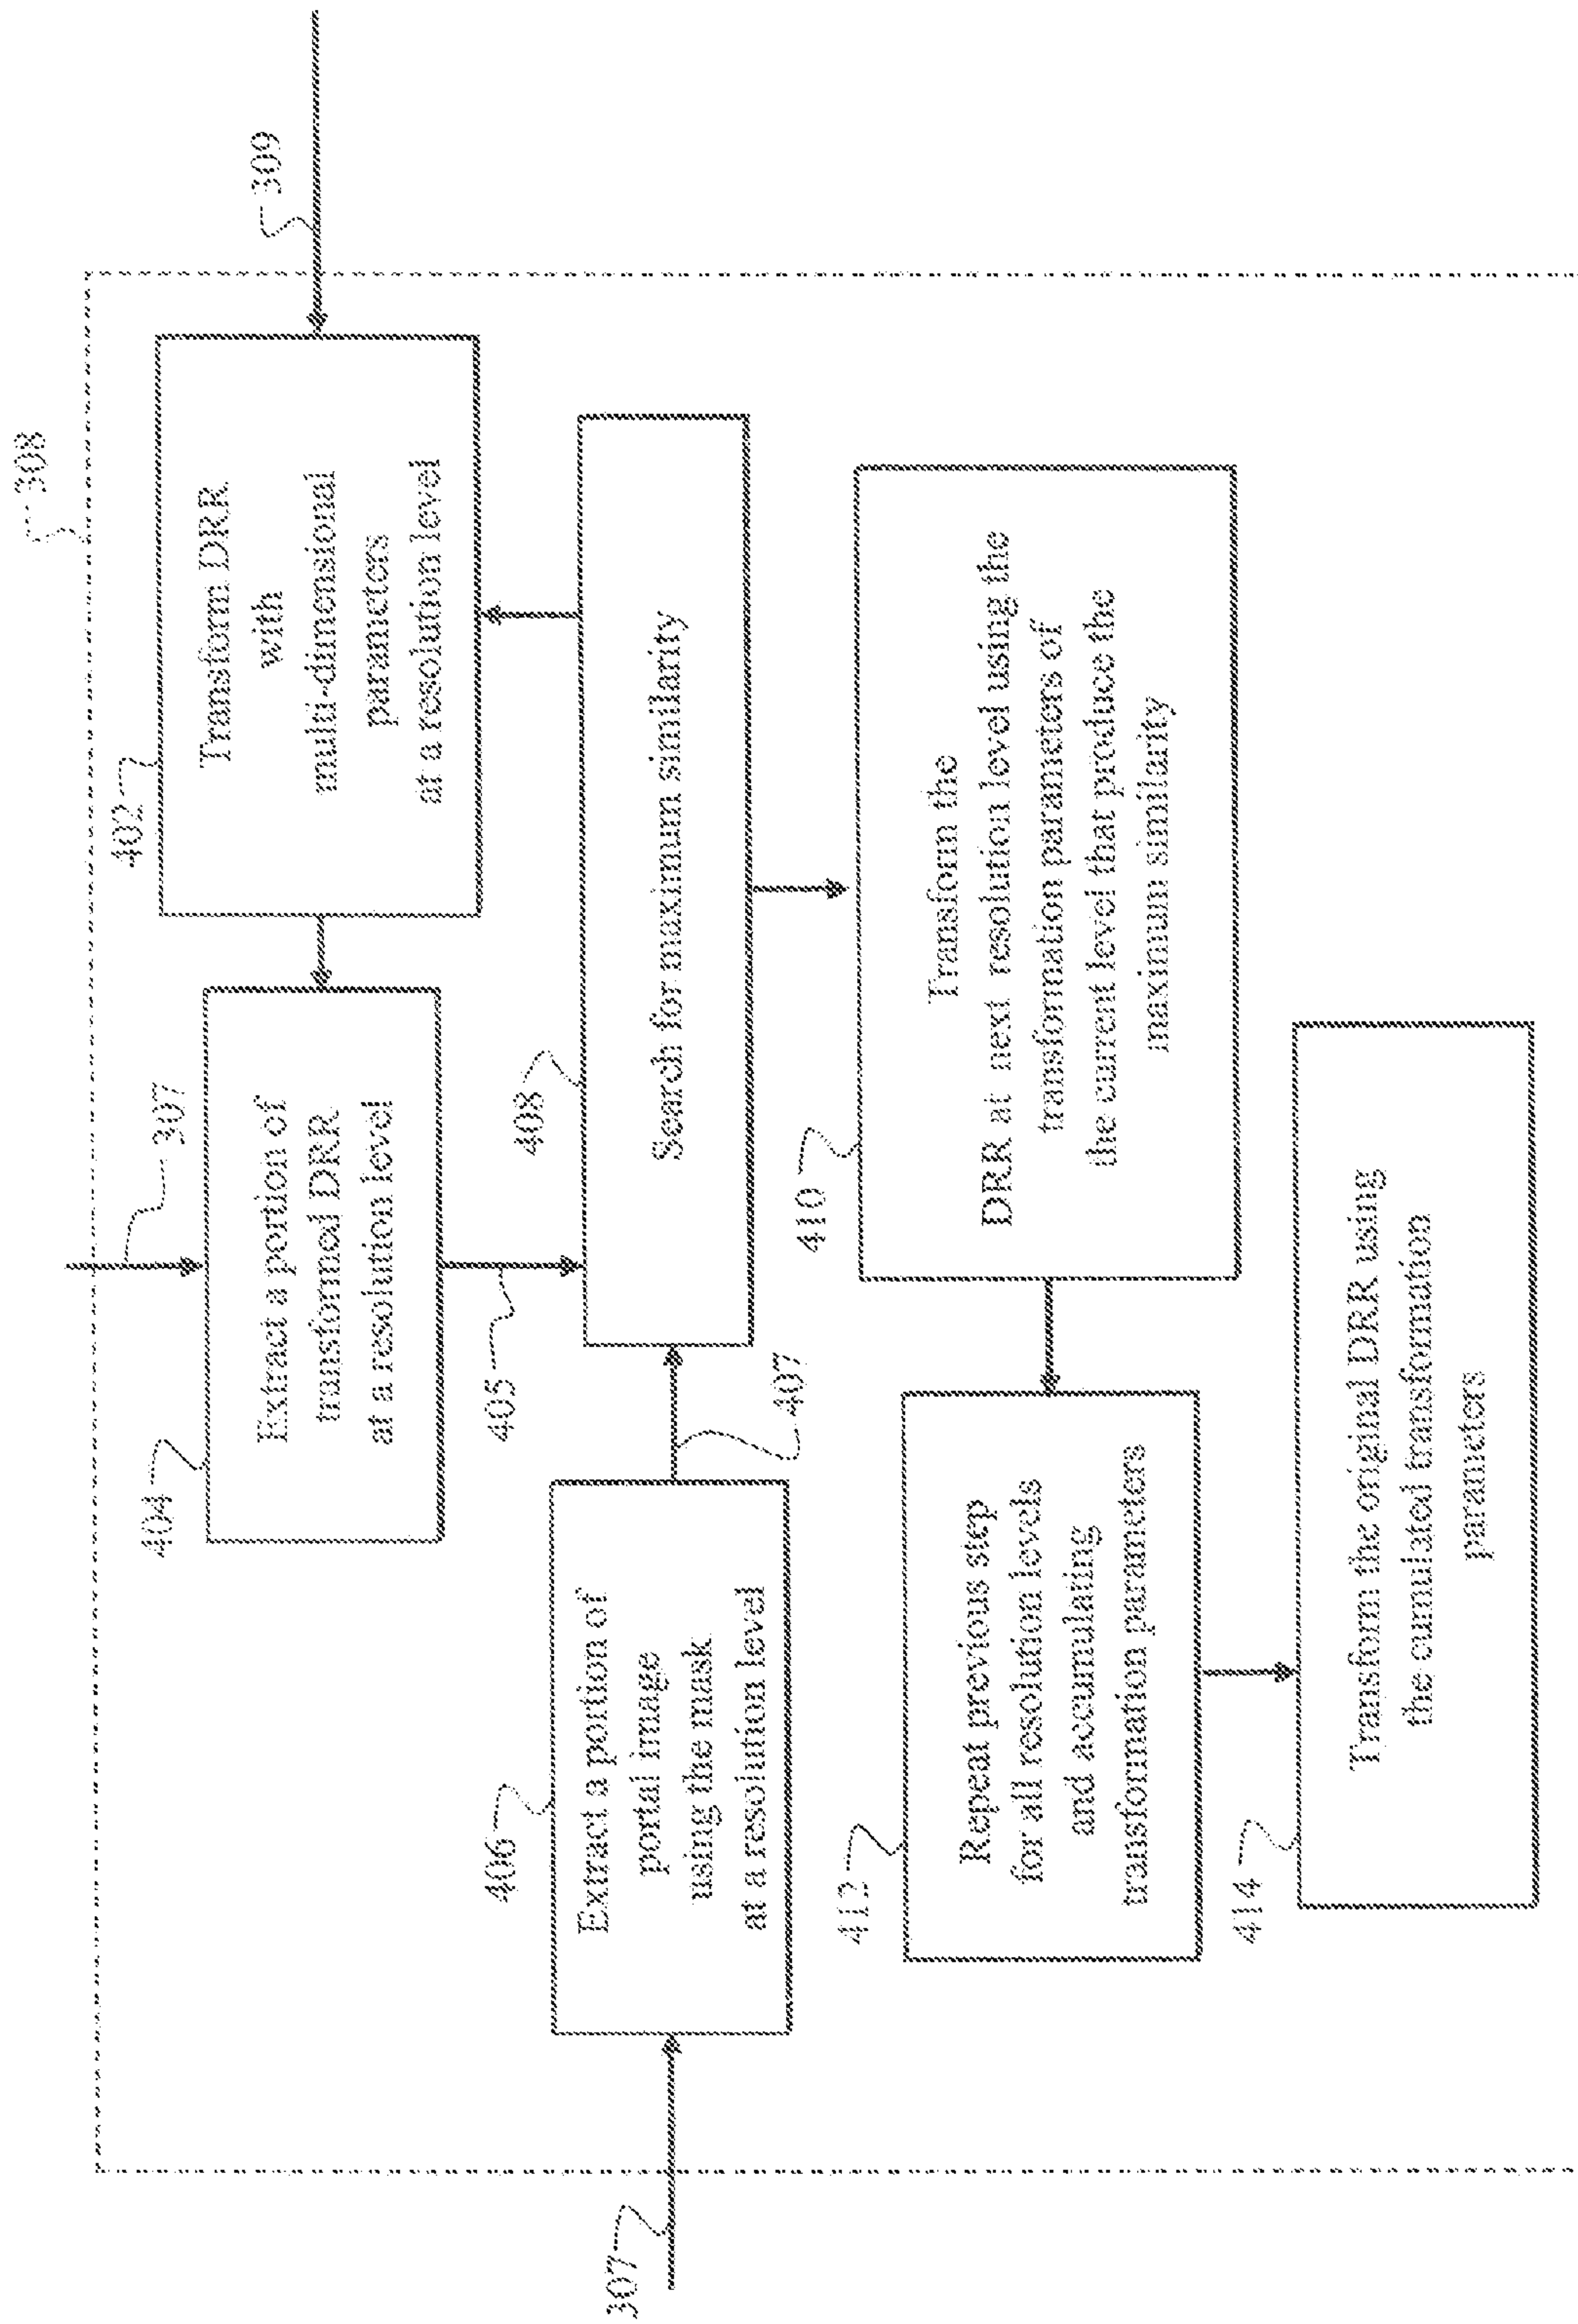 308
309
307
402
Transform DRR
with
multi-dimensional
parameters
at a resolution level
404
Extract a portion of
transformed DRR
at a resolution level
405
406
Extract a portion of
portal image
using the mask
at a resolution level
307
407
408
Search for maximum similarity
410
Transform the
DRR at next resolution level using the
transformation parameters of
the current level that produce the
maximum similarity
412
Repeat previous step
for all resolution levels
and accumulating
transformation parameters
414
Transform the original DRR using
the cumulated transformation
parameters